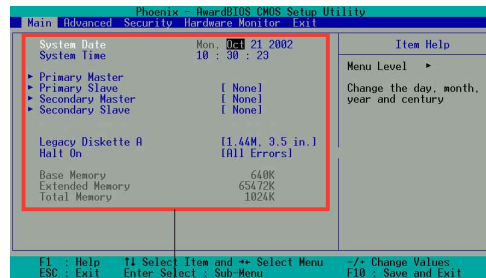 Phoenix - AwardBIOS CMOS Setup Utility
Main Advanced Security Hardware Monitor Exit
System Date Mon, Oct 21 2002
System Time 10 : 30 : 23
Primary Master
Primary Slave [ None]
Secondary Master [ None]
Secondary Slave [ None]
Legacy Diskette A [1.44M, 3.5 in.]
Halt On [All Errors]
Base Memory 640K
Extended Memory 65472K
Total Memory 1024K
Item Help
Menu Level
Change the day, month,
year and century
F1 : Help ↑↓ Select Item and →← Select Menu -/+ Change Values
ESC : Exit Enter Select : Sub-Menu F10 : Save and Exit